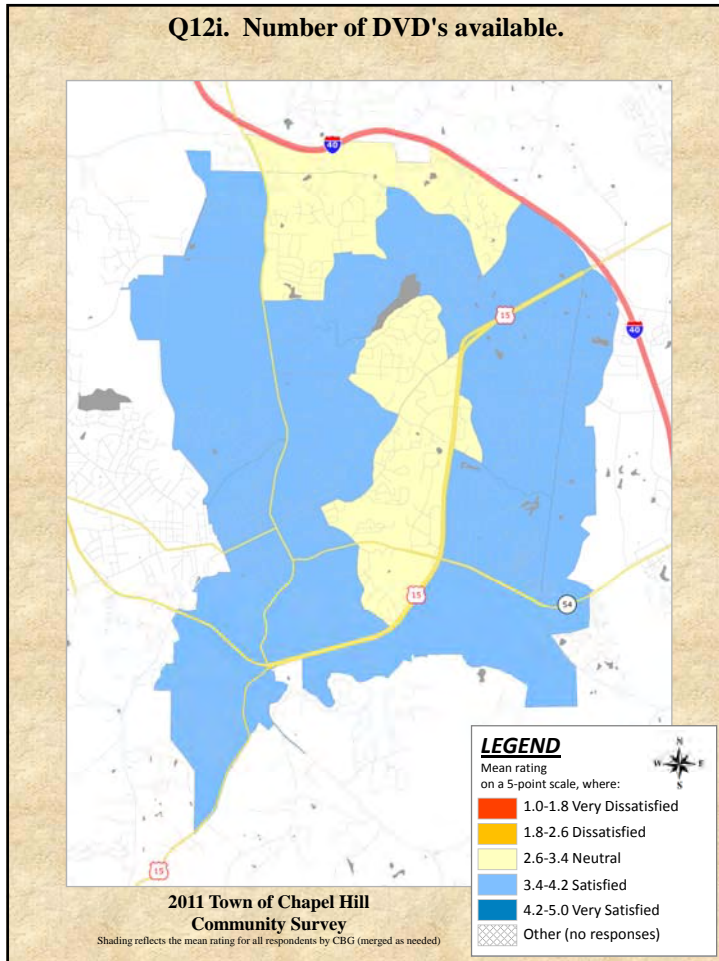 Q12i. Number of DVD's available.
40
15
40
15
54
15
LEGEND
Mean rating
on a 5-point scale, where:
N
W E
S
1.0-1.8 Very Dissatisfied
1.8-2.6 Dissatisfied
2.6-3.4 Neutral
3.4-4.2 Satisfied
4.2-5.0 Very Satisfied
Other (no responses)
2011 Town of Chapel Hill
Community Survey
Shading reflects the mean rating for all respondents by CBG (merged as needed)